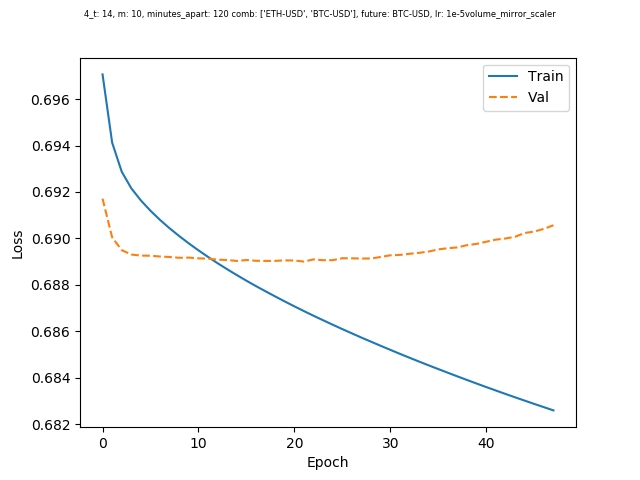 4_t: 14, m: 10, minutes_apart: 120 comb: ['ETH-USD', 'BTC-USD'], future: BTC-USD, lr: 1e-5volume_mirror_scaler
Train
Val
0.696
0.694
0.692
0.690
0.688
0.686
0.684
0.682
Loss
0
10
20
30
40
Epoch